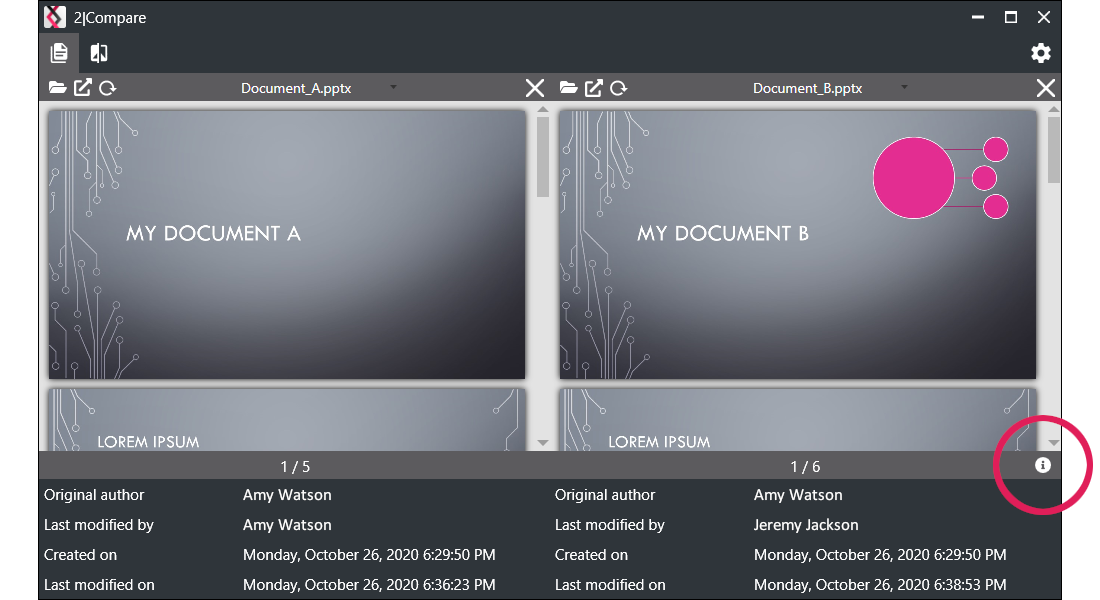 2|Compare
Document_A.pptx
Document_B.pptx
MY DOCUMENT A
MY DOCUMENT B
LOREM IPSUM
LOREM IPSUM
1 / 5
1 / 6
Original author Amy Watson
Last modified by Amy Watson
Created on Monday, October 26, 2020 6:29:50 PM
Last modified on Monday, October 26, 2020 6:36:23 PM
Original author Amy Watson
Last modified by Jeremy Jackson
Created on Monday, October 26, 2020 6:29:50 PM
Last modified on Monday, October 26, 2020 6:38:53 PM